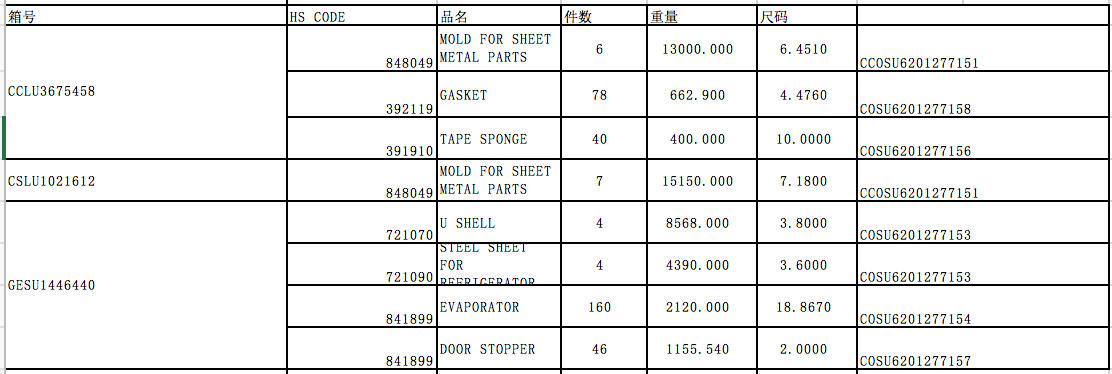 箱号 HS CODE 品名 件数 重量 尺码
CCLU3675458 848049 MOLD FOR SHEET METAL PARTS 6 13000.000 6.4510 CCOSU6201277151
392119 GASKET 78 662.900 4.4760 COSU6201277158
391910 TAPE SPONGE 40 400.000 10.0000 COSU6201277156
CSLU1021612 848049 MOLD FOR SHEET METAL PARTS 7 15150.000 7.1800 CCOSU6201277151
GESU1446440 721070 U SHELL 4 8568.000 3.8000 COSU6201277153
721090 STEEL SHEET FOR REFRIGERATOR 4 4390.000 3.6000 COSU6201277153
841899 EVAPORATOR 160 2120.000 18.8670 COSU6201277154
841899 DOOR STOPPER 46 1155.540 2.0000 COSU6201277157